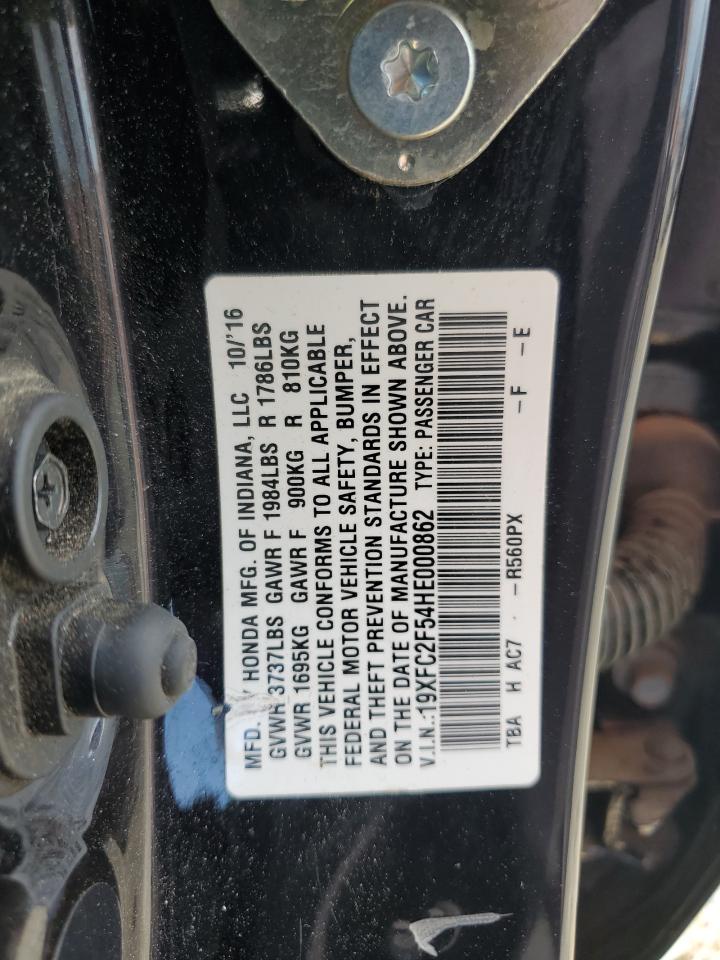 MFD. BY HONDA MFG. OF INDIANA, LLC 10/'16
GVWR 3737LBS GAWR F 1984LBS R 1786LBS
GVWR 1695KG GAWR F 900KG R 810KG
THIS VEHICLE CONFORMS TO ALL APPLICABLE
FEDERAL MOTOR VEHICLE SAFETY, BUMPER,
AND THEFT PREVENTION STANDARDS IN EFFECT
ON THE DATE OF MANUFACTURE SHOWN ABOVE.
V.I.N.:19XFC2F54HE000862 TYPE: PASSENGER CAR
TBA H AC7 -R560PX -F -E